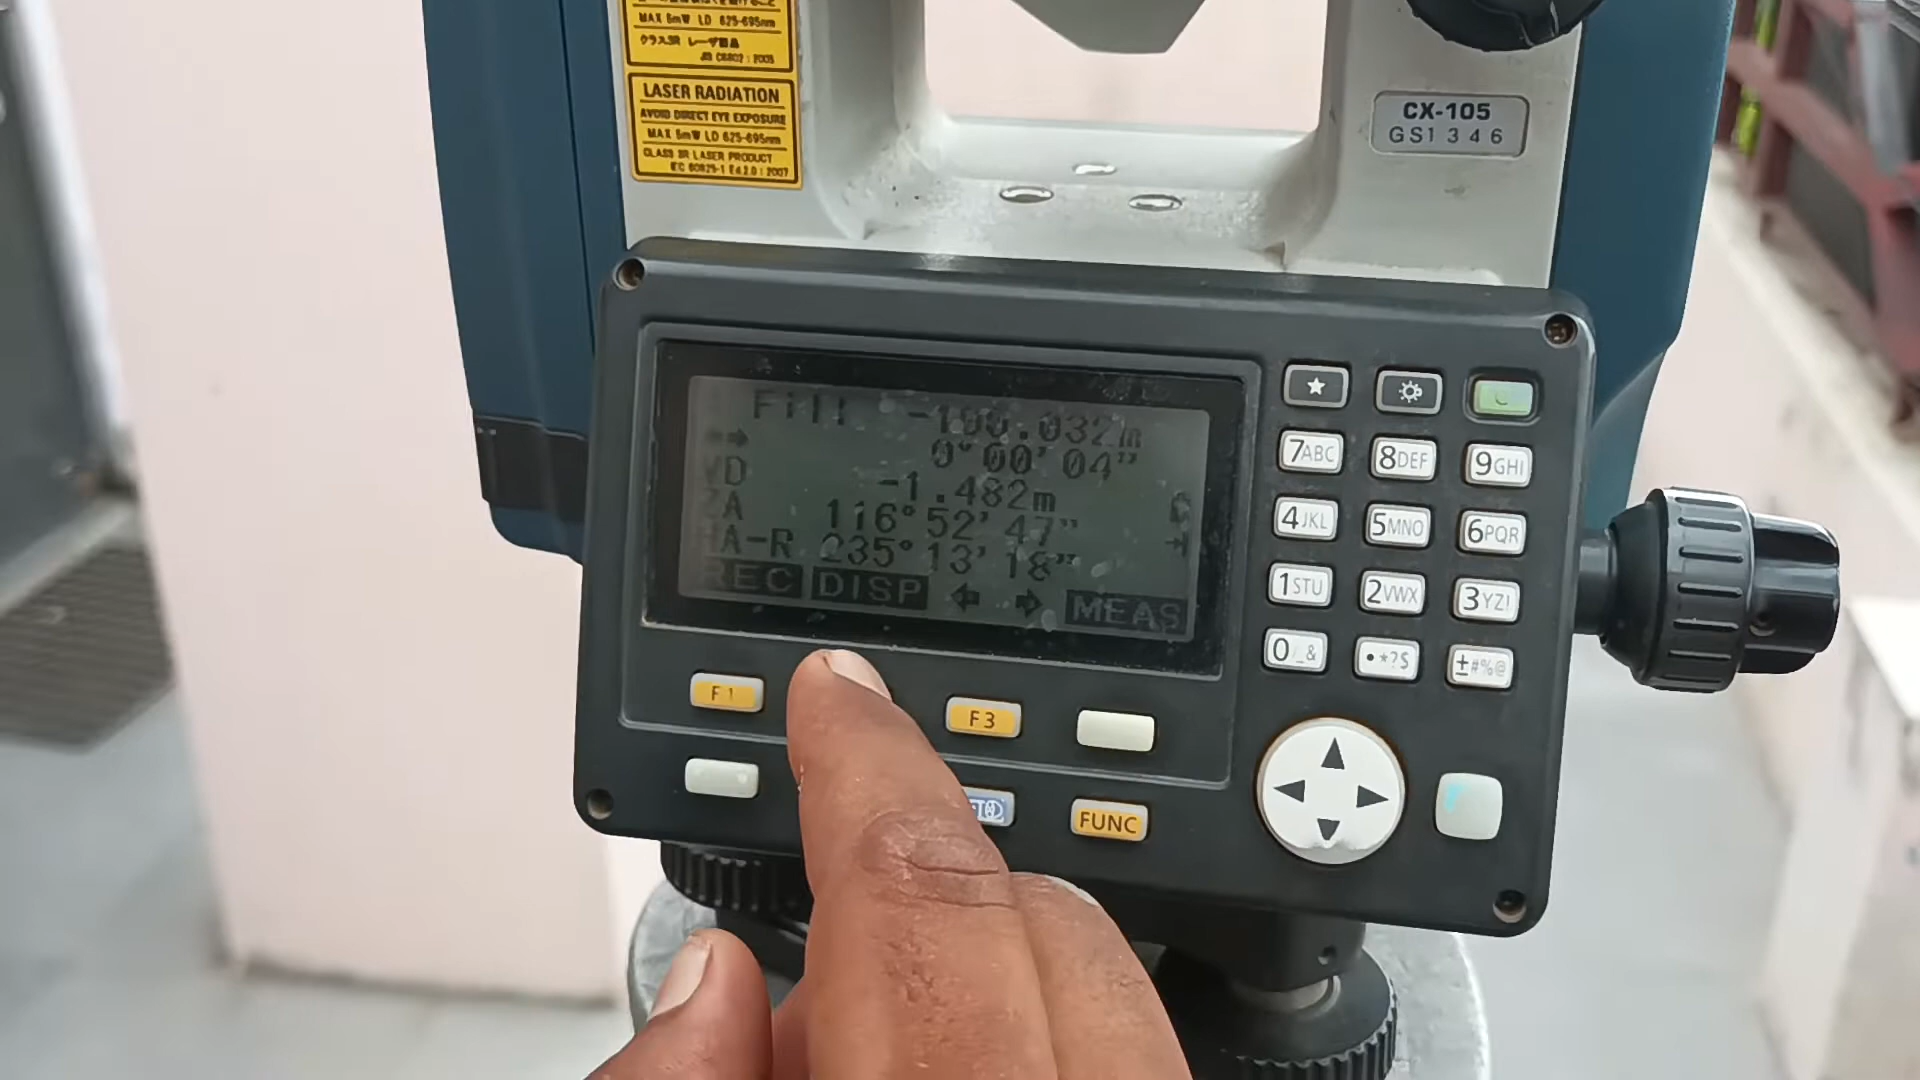 MAX 5mW LD 625-695nm
クラス3R レーザ製品
JIS C6802 : 2005
LASER RADIATION
AVOID DIRECT EYE EXPOSURE
MAX 5mW LD 625-695nm
CLASS 3R LASER PRODUCT
IEC 60825-1 Ed.2.0 : 2007
CX-105
GS1346
Fill -100.032m
0°00'04"
VD -1.482m
ZA 116°52'47"
HA-R 235°13'18"
REC DISP MEAS
7ABC 8DEF 9GHI
4JKL 5MNO 6PQR
1STU 2VWX 3YZ!
0_& •*?$ ±#%@
F1 F3
FUNC